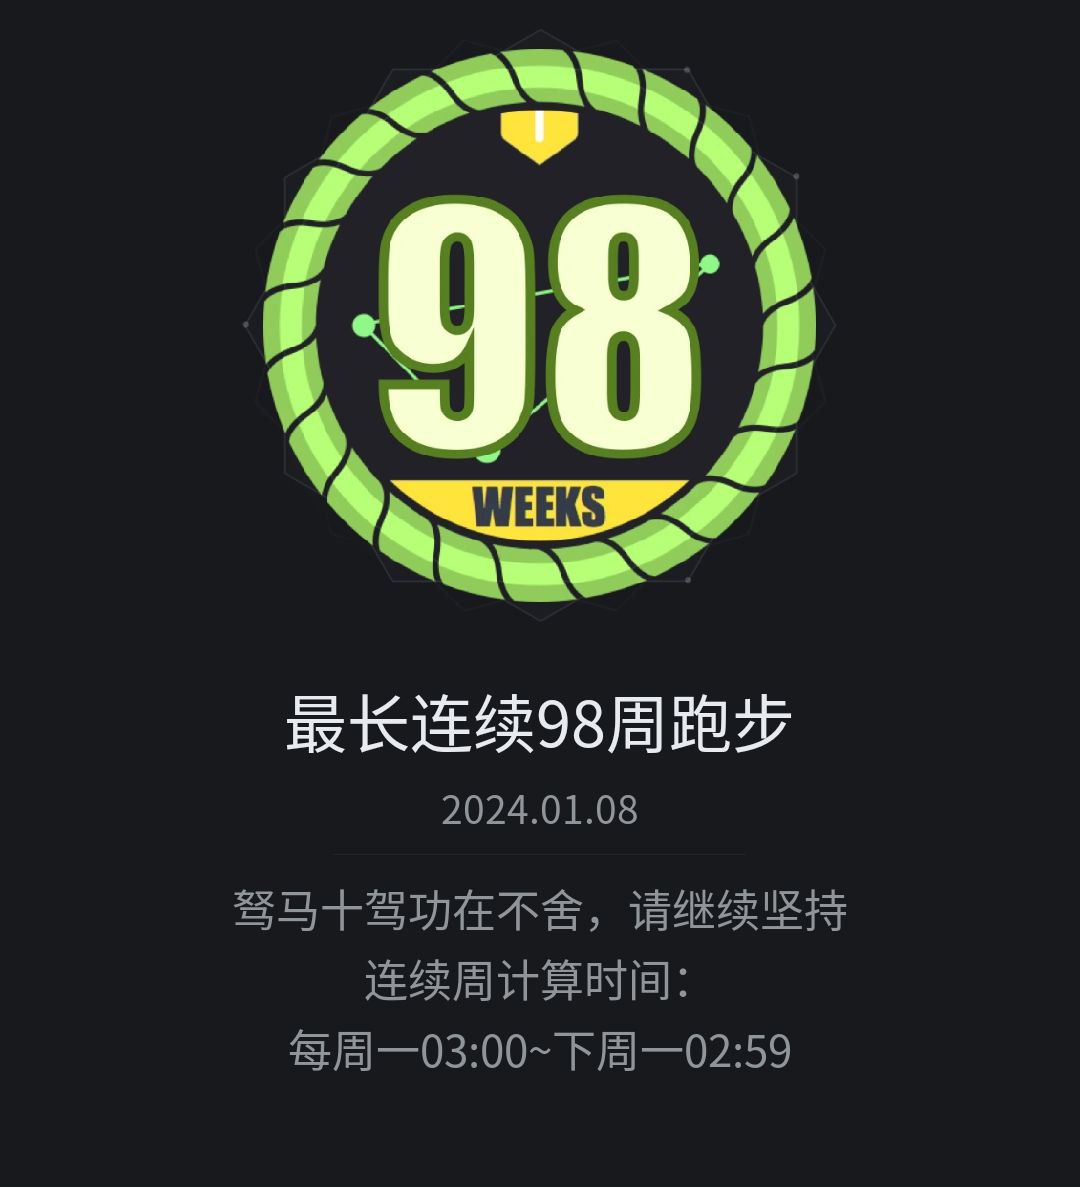 98
WEEKS
最长连续98周跑步
2024.01.08
驽马十驾功在不舍，请继续坚持
连续周计算时间：
每周一03:00~下周一02:59